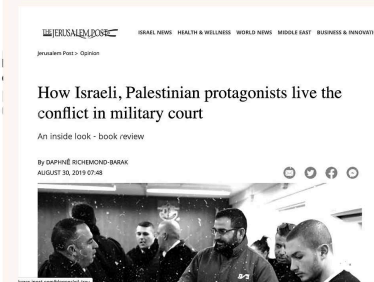 THE JERUSALEM POST
ISRAEL NEWS HEALTH & WELLNESS WORLD NEWS MIDDLE EAST BUSINESS & INNOVATI
Jerusalem Post > Opinion
How Israeli, Palestinian protagonists live the
conflict in military court
An inside look - book review
By DAPHNÉ RICHEMOND-BARAK
AUGUST 30, 2019 07:48